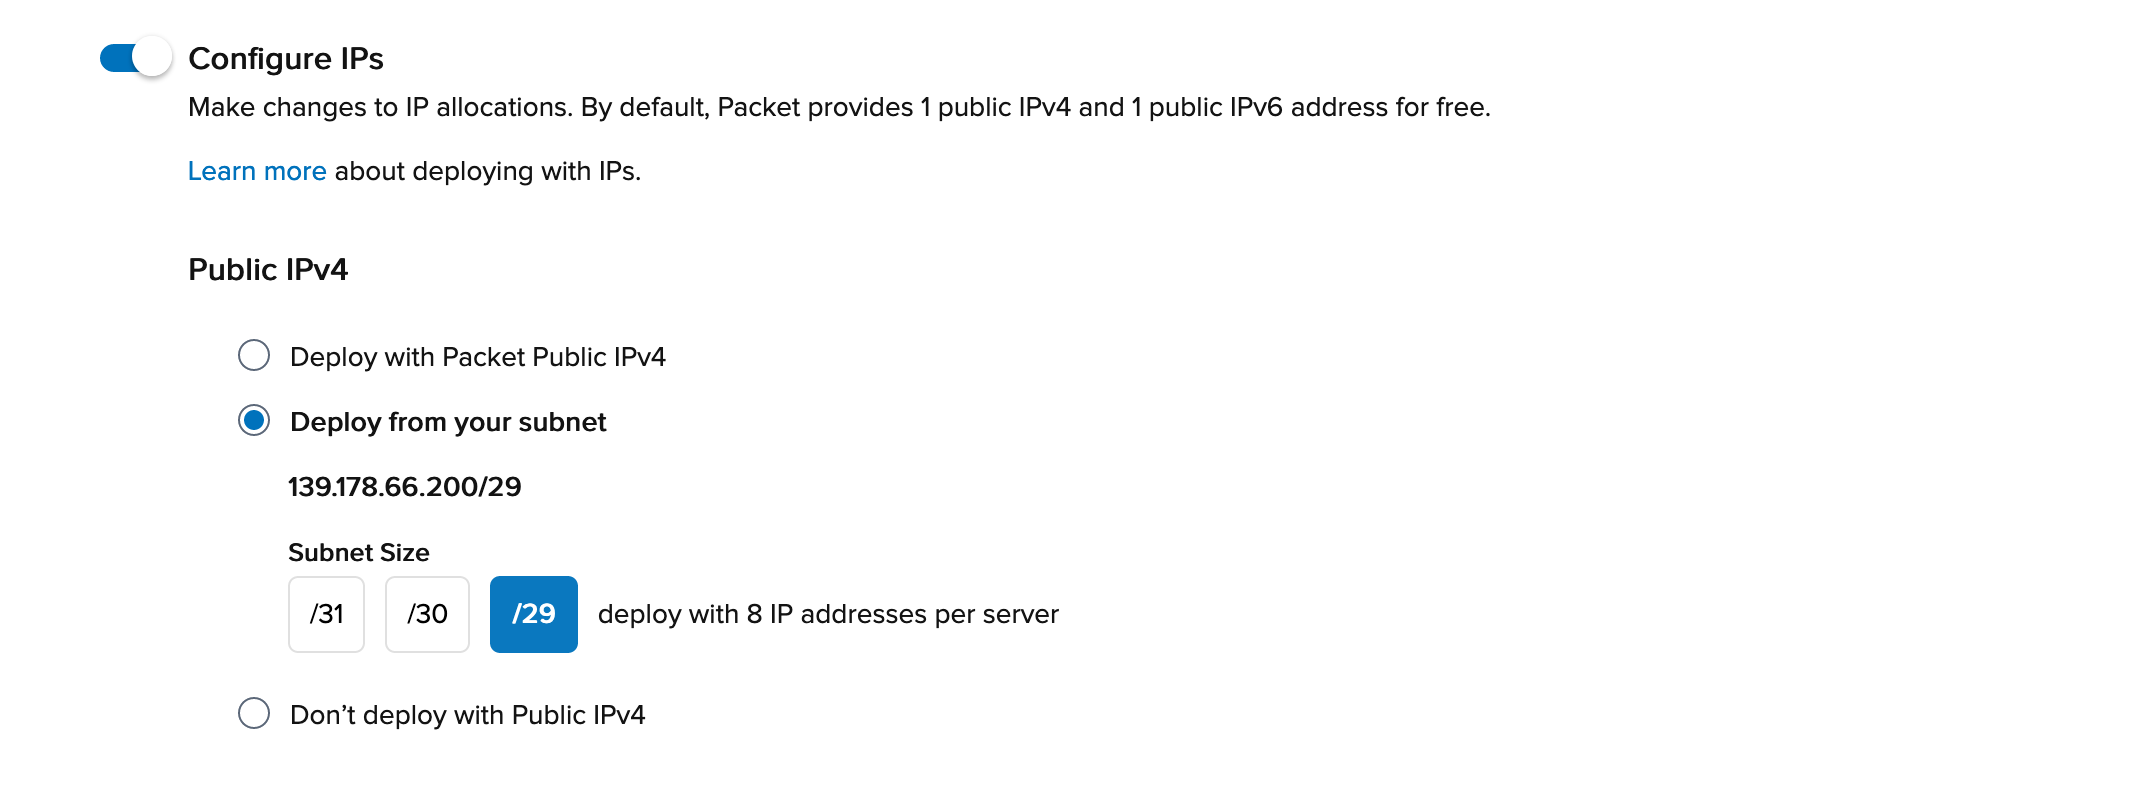 Configure IPs
Make changes to IP allocations. By default, Packet provides 1 public IPv4 and 1 public IPv6 address for free.
Learn more about deploying with IPs.
Public IPv4
Deploy with Packet Public IPv4
Deploy from your subnet
139.178.66.200/29
Subnet Size
/31 /30 /29 deploy with 8 IP addresses per server
Don’t deploy with Public IPv4